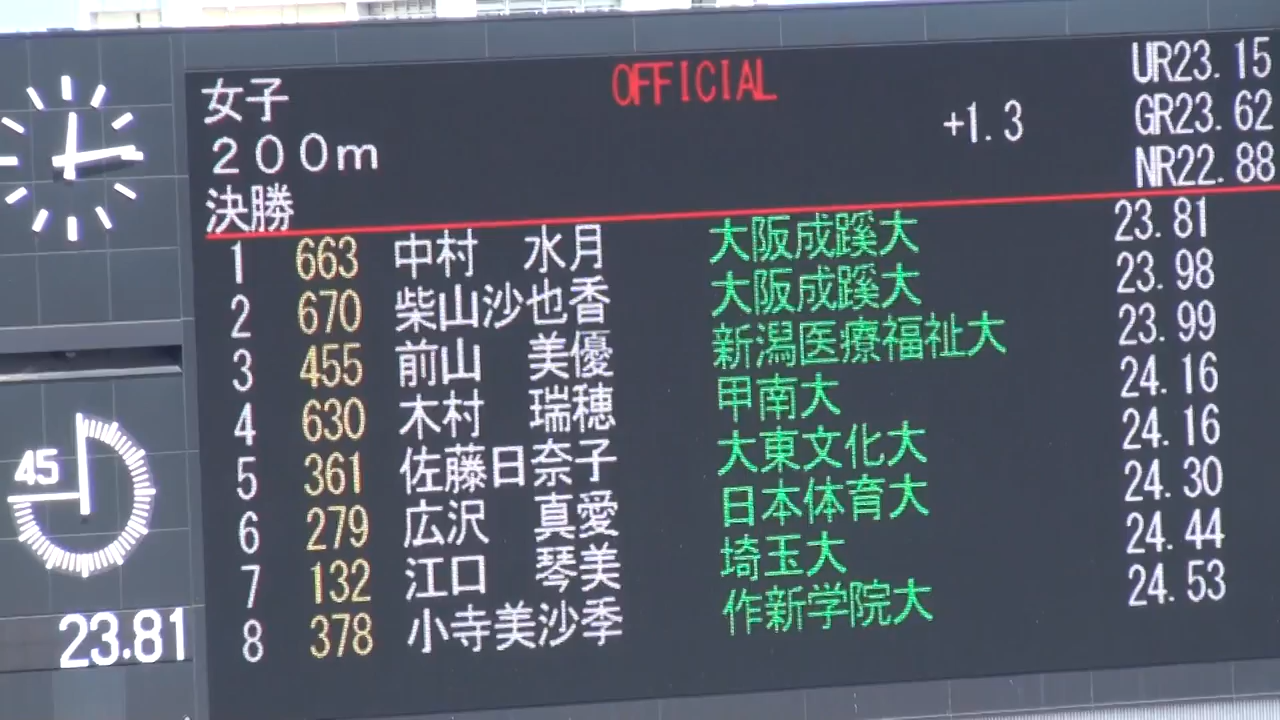 女子
OFFICIAL
UR23.15
200m
+1.3
GR23.62
NR22.88
決勝
1 663 中村 水月 大阪成蹊大 23.81
2 670 柴山沙也香 大阪成蹊大 23.98
3 455 前山 美優 新潟医療福祉大 23.99
4 630 木村 瑞穂 甲南大 24.16
5 361 佐藤日奈子 大東文化大 24.16
6 279 広沢 真愛 日本体育大 24.30
7 132 江口 琴美 埼玉大 24.44
8 378 小寺美沙季 作新学院大 24.53
45
23.81